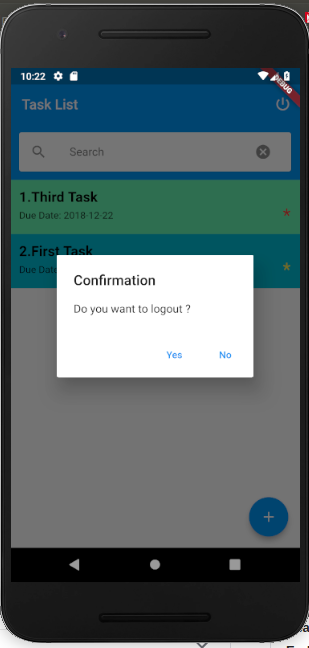 10:22
DEBUG
Task List
Search
1.Third Task
Due Date: 2018-12-22
2.First Task
Due Date
Confirmation
Do you want to logout ?
Yes No